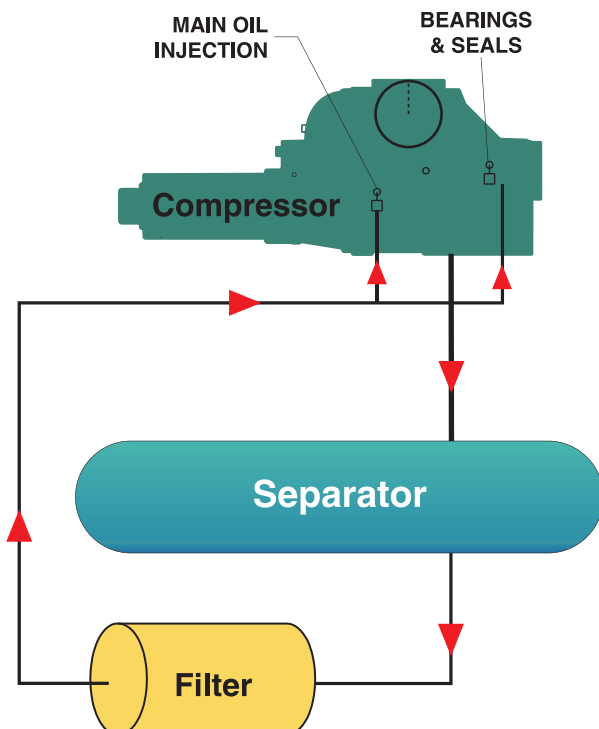 MAIN OIL
INJECTION
BEARINGS
& SEALS
Compressor
Separator
Filter